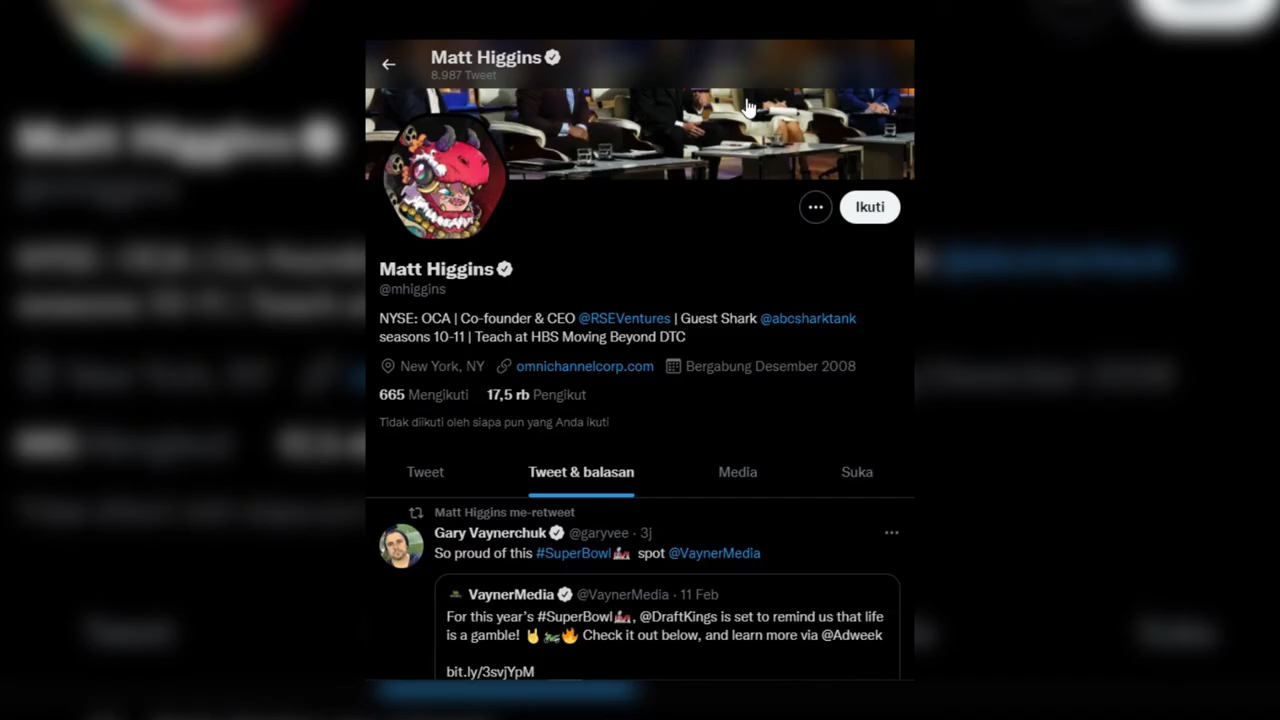 Matt Higgins
8.987 Tweet
Ikuti
Matt Higgins
@mhiggins
NYSE: OCA | Co-founder & CEO @RSEVentures | Guest Shark @abcsharktank
seasons 10-11 | Teach at HBS Moving Beyond DTC
New York, NY omnichannelcorp.com Bergabung Desember 2008
665 Mengikuti 17,5 rb Pengikut
Tidak diikuti oleh siapa pun yang Anda ikuti
Tweet Tweet & balasan Media Suka
Matt Higgins me-retweet
Gary Vaynerchuk @garyvee · 3j
So proud of this #SuperBowl spot @VaynerMedia
VaynerMedia @VaynerMedia · 11 Feb
For this year's #SuperBowl, @DraftKings is set to remind us that life
is a gamble! 🤘🏍️🔥 Check it out below, and learn more via @Adweek
bit.ly/3svjYpM